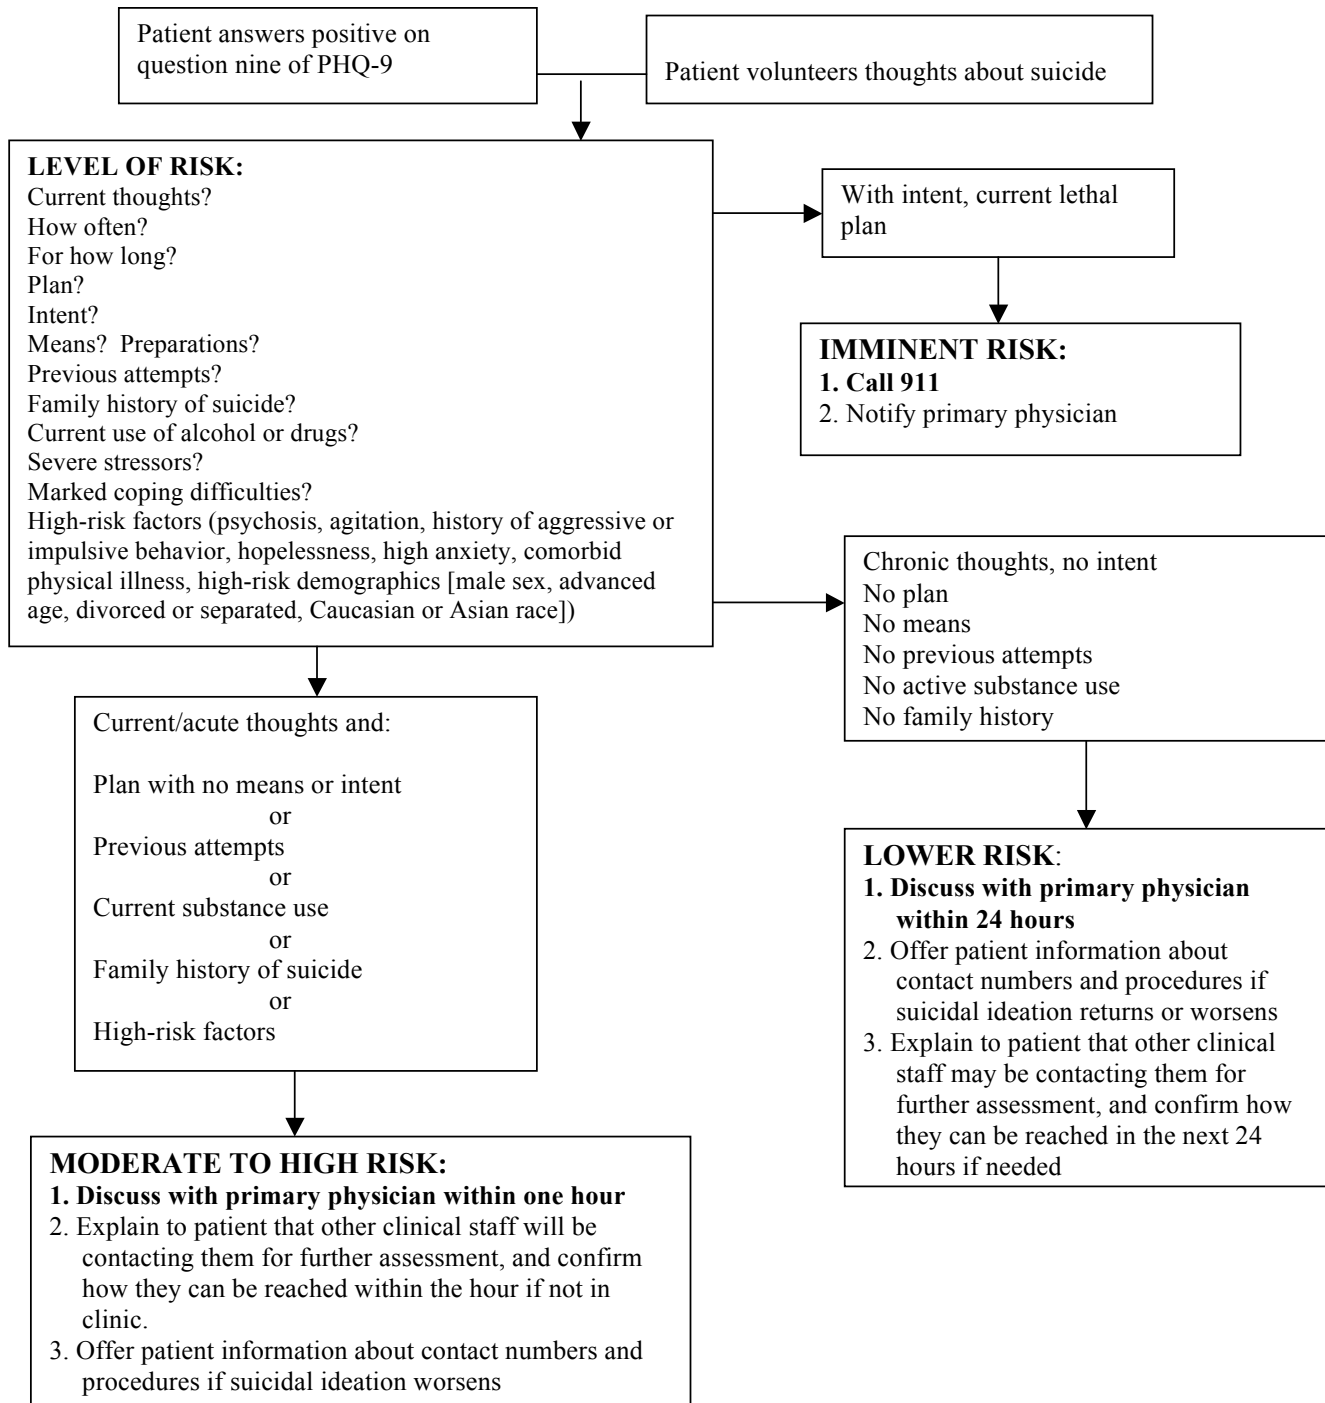 Patient answers positive on
question nine of PHQ-9
Patient volunteers thoughts about suicide
LEVEL OF RISK:
Current thoughts?
How often?
For how long?
Plan?
Intent?
Means?  Preparations?
Previous attempts?
Family history of suicide?
Current use of alcohol or drugs?
Severe stressors?
Marked coping difficulties?
High-risk factors (psychosis, agitation, history of aggressive or
impulsive behavior, hopelessness, high anxiety, comorbid
physical illness, high-risk demographics [male sex, advanced
age, divorced or separated, Caucasian or Asian race])
With intent, current lethal
plan
IMMINENT RISK:
1. Call 911
2. Notify primary physician
Chronic thoughts, no intent
No plan
No means
No previous attempts
No active substance use
No family history
LOWER RISK:
1. Discuss with primary physician
within 24 hours
2. Offer patient information about
contact numbers and procedures if
suicidal ideation returns or worsens
3. Explain to patient that other clinical
staff may be contacting them for
further assessment, and confirm how
they can be reached in the next 24
hours if needed
Current/acute thoughts and:
Plan with no means or intent
or
Previous attempts
or
Current substance use
or
Family history of suicide
or
High-risk factors
MODERATE TO HIGH RISK:
1. Discuss with primary physician within one hour
2. Explain to patient that other clinical staff will be
contacting them for further assessment, and confirm
how they can be reached within the hour if not in
clinic.
3. Offer patient information about contact numbers and
procedures if suicidal ideation worsens